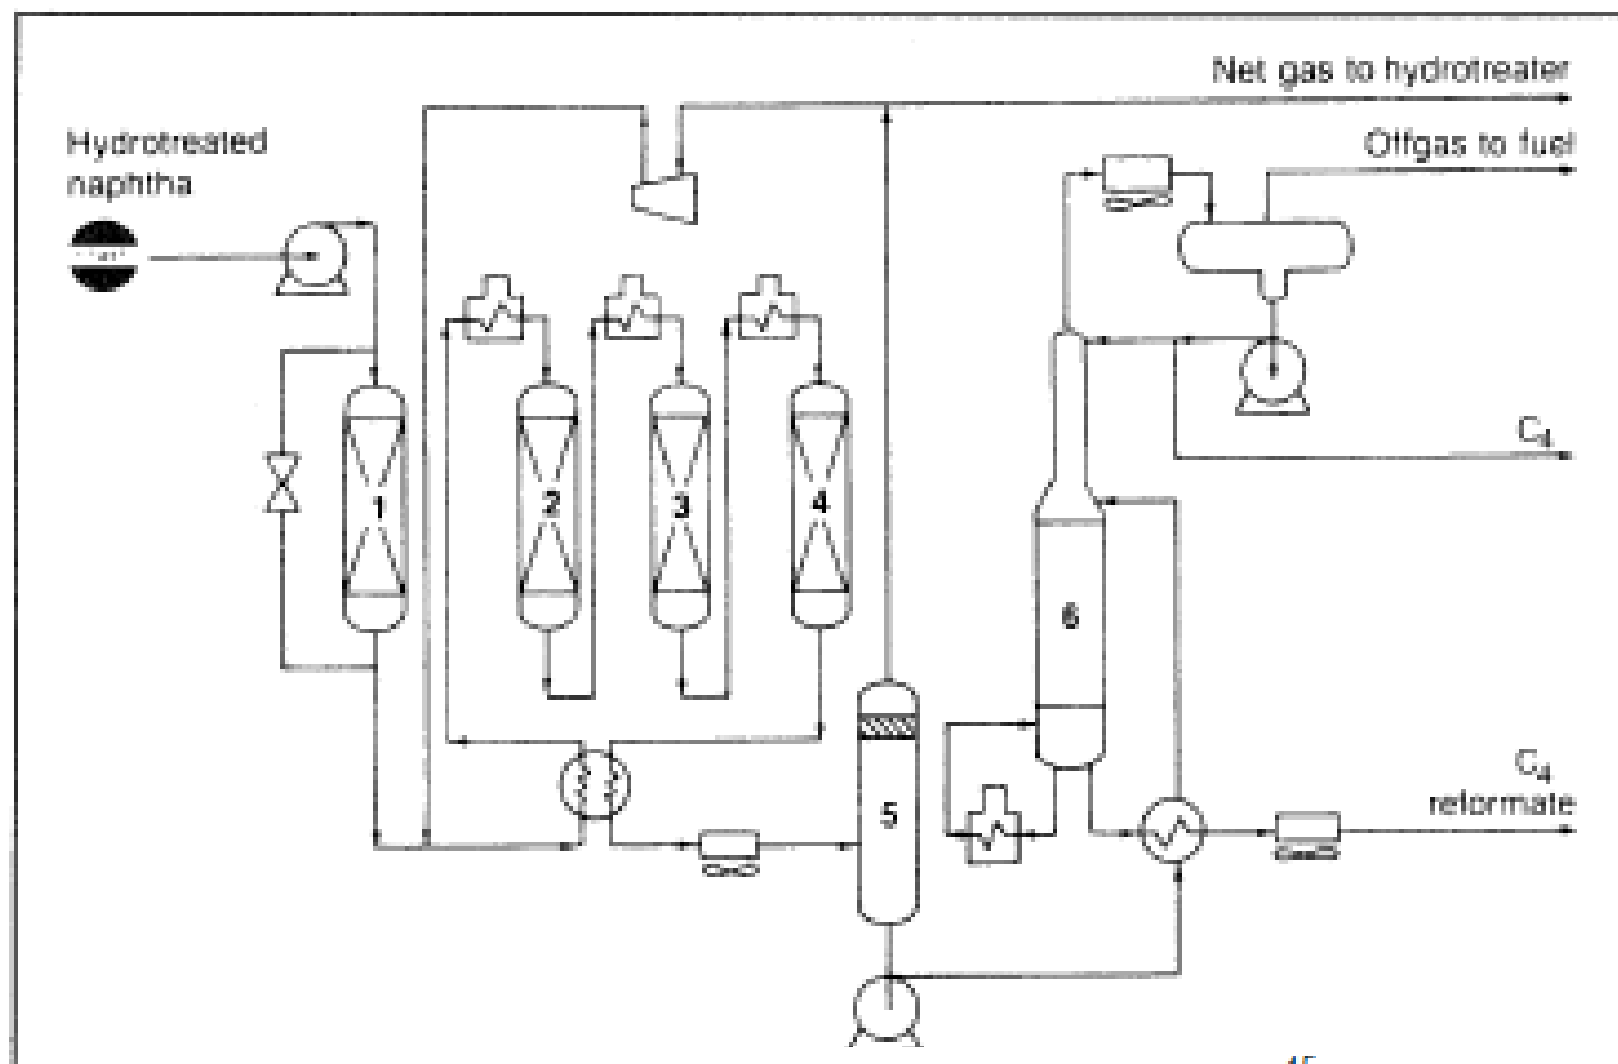 Net gas to hydrotreater
Hydrotreated
naphtha
Offgas to fuel
C4
1
2
3
4
6
5
C4
reformate